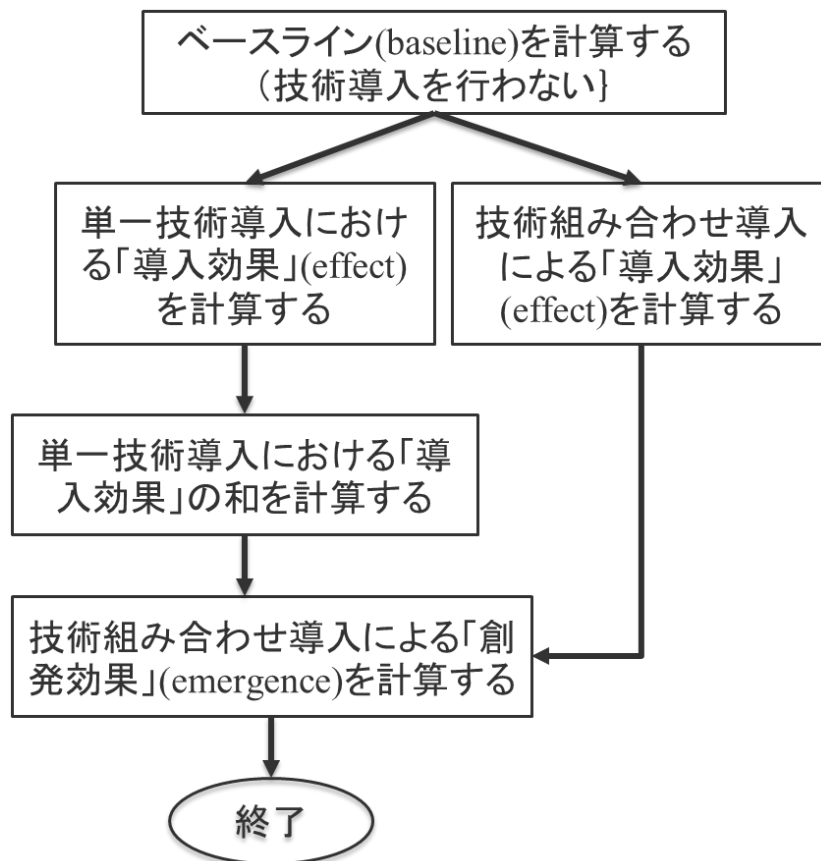 ベースライン(baseline)を計算する
（技術導入を行わない}
単一技術導入におけ
る「導入効果」(effect)
を計算する
技術組み合わせ導入
による「導入効果」
(effect)を計算する
単一技術導入における「導
入効果」の和を計算する
技術組み合わせ導入による「創
発効果」(emergence)を計算する
終了